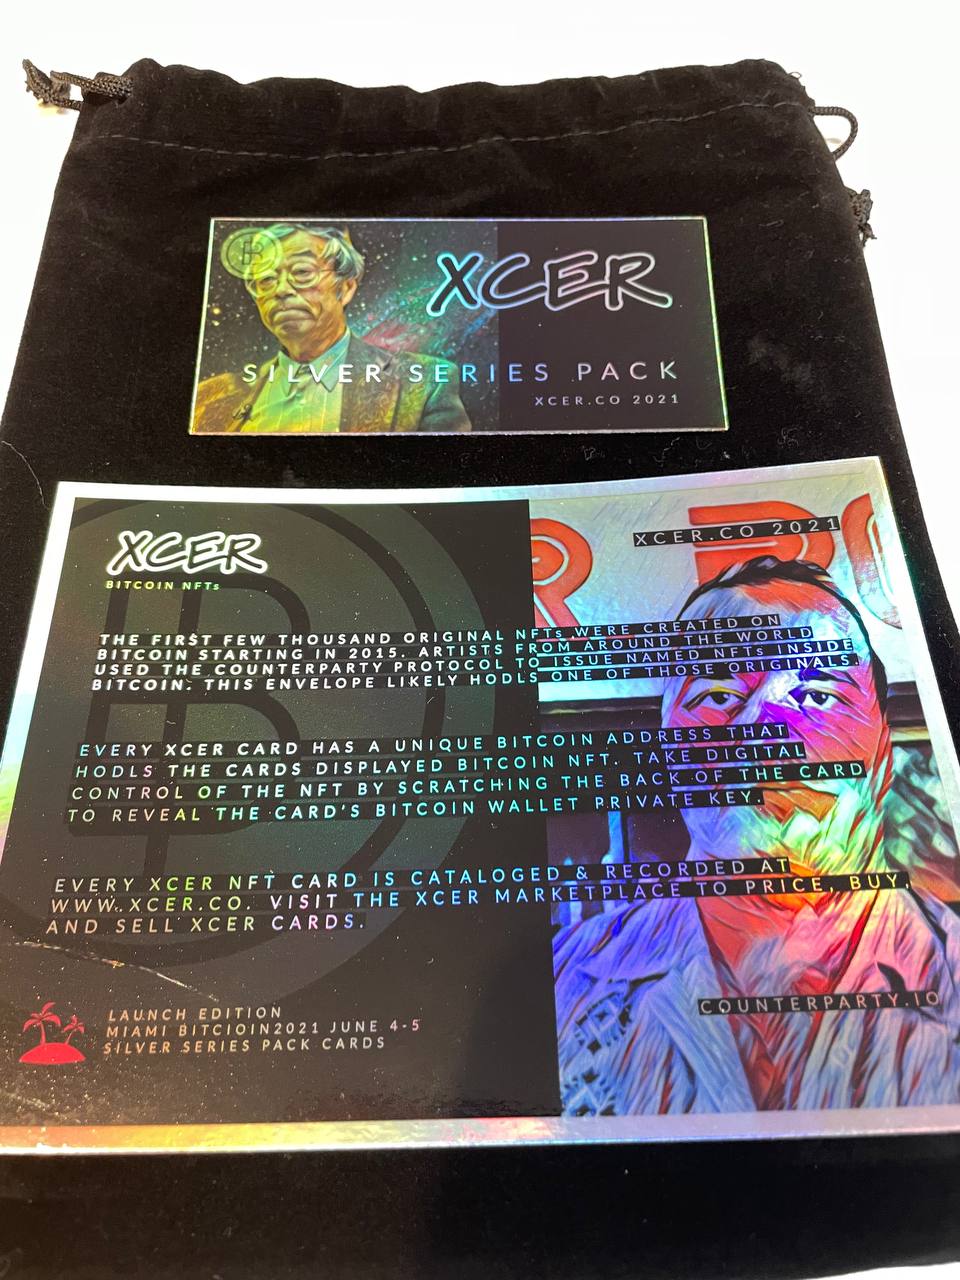 XCER
SILVER SERIES PACK
XCER.CO 2021
XCER
BITCOIN NFTs
XCER.CO 2021
THE FIRST FEW THOUSAND ORIGINAL NFTs WERE CREATED ON
BITCOIN STARTING IN 2015. ARTISTS FROM AROUND THE WORLD
USED THE COUNTERPARTY PROTOCOL TO ISSUE NAMED NFTs INSIDE
BITCOIN. THIS ENVELOPE LIKELY HODLS ONE OF THOSE ORIGINALS.
EVERY XCER CARD HAS A UNIQUE BITCOIN ADDRESS THAT
HODLS THE CARDS DISPLAYED BITCOIN NFT. TAKE DIGITAL
CONTROL OF THE NFT BY SCRATCHING THE BACK OF THE CARD
TO REVEAL THE CARD'S BITCOIN WALLET PRIVATE KEY.
EVERY XCER NFT CARD IS CATALOGED & RECORDED AT
WWW.XCER.CO. VISIT THE XCER MARKETPLACE TO PRICE, BUY,
AND SELL XCER CARDS.
LAUNCH EDITION
MIAMI BITCIOIN2021 JUNE 4-5
SILVER SERIES PACK CARDS
COUNTERPARTY.IO